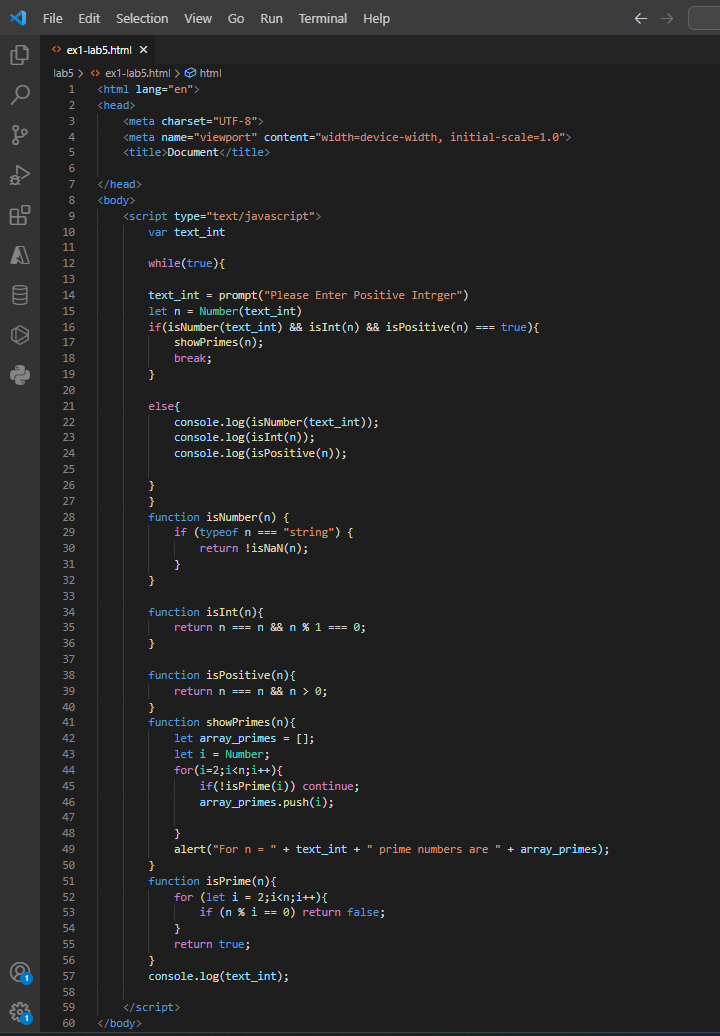 File Edit Selection View Go Run Terminal Help
<> ex1-lab5.html ×
lab5 > <> ex1-lab5.html > html
1 <html lang="en">
2 <head>
3 <meta charset="UTF-8">
4 <meta name="viewport" content="width=device-width, initial-scale=1.0">
5 <title>Document</title>
6
7 </head>
8 <body>
9 <script type="text/javascript">
10 var text_int
11
12 while(true){
13
14 text_int = prompt("Please Enter Positive Intrger")
15 let n = Number(text_int)
16 if(isNumber(text_int) && isInt(n) && isPositive(n) === true){
17 showPrimes(n);
18 break;
19 }
20
21 else{
22 console.log(isNumber(text_int));
23 console.log(isInt(n));
24 console.log(isPositive(n));
25
26 }
27 }
28 function isNumber(n) {
29 if (typeof n === "string") {
30 return !isNaN(n);
31 }
32 }
33
34 function isInt(n){
35 return n === n && n % 1 === 0;
36 }
37
38 function isPositive(n){
39 return n === n && n > 0;
40 }
41 function showPrimes(n){
42 let array_primes = [];
43 let i = Number;
44 for(i=2;i<n;i++){
45 if(!isPrime(i)) continue;
46 array_primes.push(i);
47
48 }
49 alert("For n = " + text_int + " prime numbers are " + array_primes);
50 }
51 function isPrime(n){
52 for (let i = 2;i<n;i++){
53 if (n % i == 0) return false;
54 }
55 return true;
56 }
57 console.log(text_int);
58
59 </script>
60 </body>
1
1